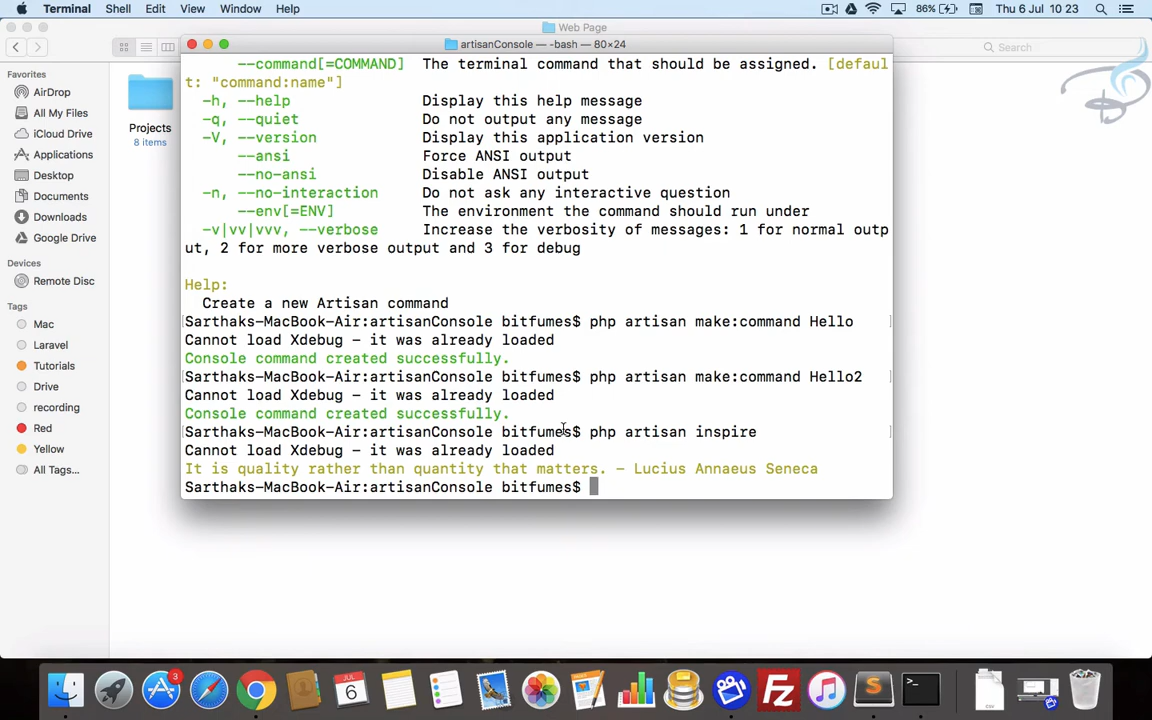 Terminal Shell Edit View Window Help 86% Thu 6 Jul 10 23
Web Page
artisanConsole — -bash — 80×24
Search
Favorites
AirDrop
All My Files
iCloud Drive
Applications
Desktop
Documents
Downloads
Google Drive
Devices
Remote Disc
Tags
Mac
Laravel
Tutorials
Drive
recording
Red
Yellow
All Tags...
Projects
8 items
--command[=COMMAND] The terminal command that should be assigned. [defaul
t: "command:name"]
-h, --help Display this help message
-q, --quiet Do not output any message
-V, --version Display this application version
--ansi Force ANSI output
--no-ansi Disable ANSI output
-n, --no-interaction Do not ask any interactive question
--env[=ENV] The environment the command should run under
-v|vv|vvv, --verbose Increase the verbosity of messages: 1 for normal outp
ut, 2 for more verbose output and 3 for debug
Help:
Create a new Artisan command
[Sarthaks-MacBook-Air:artisanConsole bitfumes$ php artisan make:command Hello ]
Cannot load Xdebug - it was already loaded
Console command created successfully.
[Sarthaks-MacBook-Air:artisanConsole bitfumes$ php artisan make:command Hello2 ]
Cannot load Xdebug - it was already loaded
Console command created successfully.
[Sarthaks-MacBook-Air:artisanConsole bitfumes$ php artisan inspire ]
Cannot load Xdebug - it was already loaded
It is quality rather than quantity that matters. - Lucius Annaeus Seneca
Sarthaks-MacBook-Air:artisanConsole bitfumes$
3
JUL
6